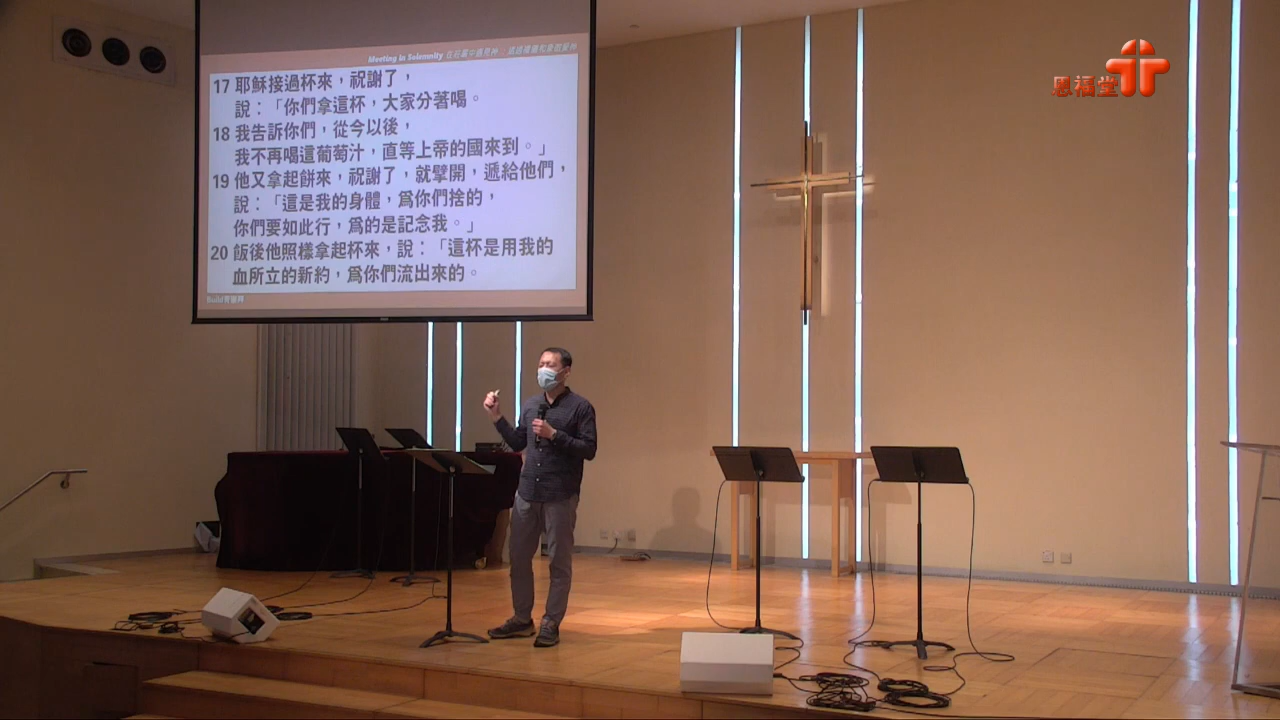 Meeting in Solemnity
17 耶穌接過杯來，祝謝了，
說：「你們拿這杯，大家分著喝。
18 我告訴你們，從今以後，
我不再喝這葡萄汁，直等上帝的國來到。」
19 他又拿起餅來，祝謝了，就擘開，遞給他們，
說：「這是我的身體，為你們捨的，
你們要如此行，為的是記念我。」
20 飯後他照樣拿起杯來，說：「這杯是用我的
血所立的新約，為你們流出來的。
恩福堂